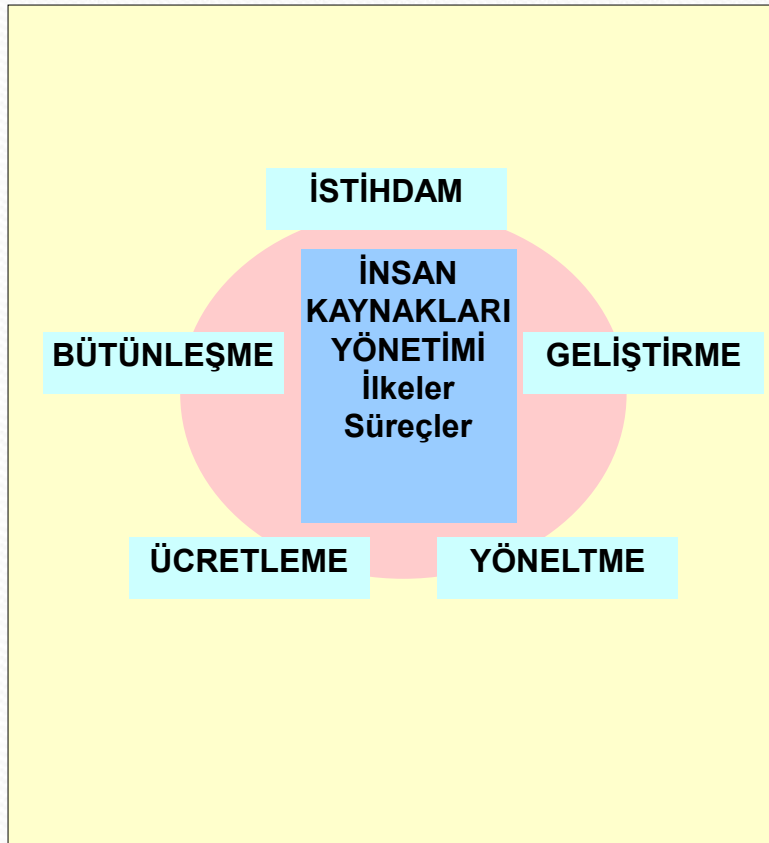 İSTİHDAM
İNSAN
KAYNAKLARI
YÖNETİMİ
İlkeler
Süreçler
BÜTÜNLEŞME
GELİŞTİRME
ÜCRETLEME
YÖNELTME